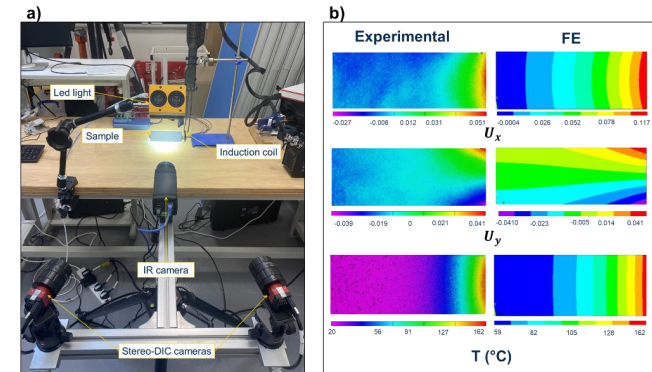 a)
Led light
Sample
Induction coil
IR camera
Stereo-DIC cameras
b)
Experimental FE
-0.027 -0.008 0.012 0.031 0.051 -0.0004 0.026 0.052 0.078 0.117
Ux
-0.039 -0.019 0 0.021 0.041 -0.0410 -0.023 -0.005 0.014 0.041
Uy
20 56 91 127 162 59 82 105 128 162
T (°C)